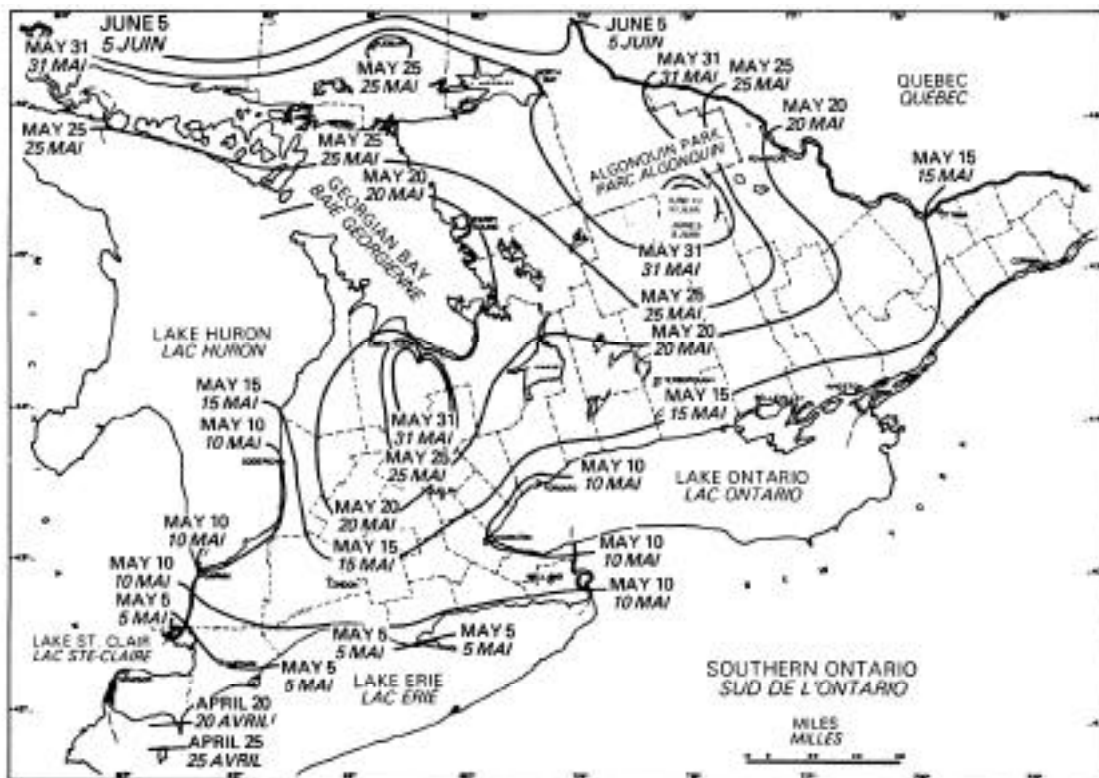 JUNE 5
5 JUIN
MAY 31
31 MAI
MAY 25
25 MAI
JUNE 5
5 JUIN
MAY 31
31 MAI
MAY 25
25 MAI
MAY 20
20 MAI
QUEBEC
QUÉBEC
MAY 25
25 MAI
MAY 25
25 MAI
MAY 20
20 MAI
ALGONQUIN PARK
PARC ALGONQUIN
MAY 15
15 MAI
GEORGIAN BAY
BAIE GEORGIENNE
MAY 31
31 MAI
MAY 25
25 MAI
MAY 20
20 MAI
LAKE HURON
LAC HURON
MAY 15
15 MAI
MAY 10
10 MAI
MAY 31
31 MAI
MAY 25
25 MAI
MAY 20
20 MAI
MAY 15
15 MAI
MAY 15
15 MAI
MAY 10
10 MAI
LAKE ONTARIO
LAC ONTARIO
MAY 10
10 MAI
MAY 10
10 MAI
MAY 10
10 MAI
MAY 10
10 MAI
LONDON
MAY 5
5 MAI
LAKE ST. CLAIR
LAC STE-CLAIRE
MAY 5
5 MAI
MAY 5
5 MAI
MAY 5
5 MAI
LAKE ERIE
LAC ERIÉ
APRIL 20
20 AVRIL
APRIL 25
25 AVRIL
SOUTHERN ONTARIO
SUD DE L'ONTARIO
MILES
MILLES